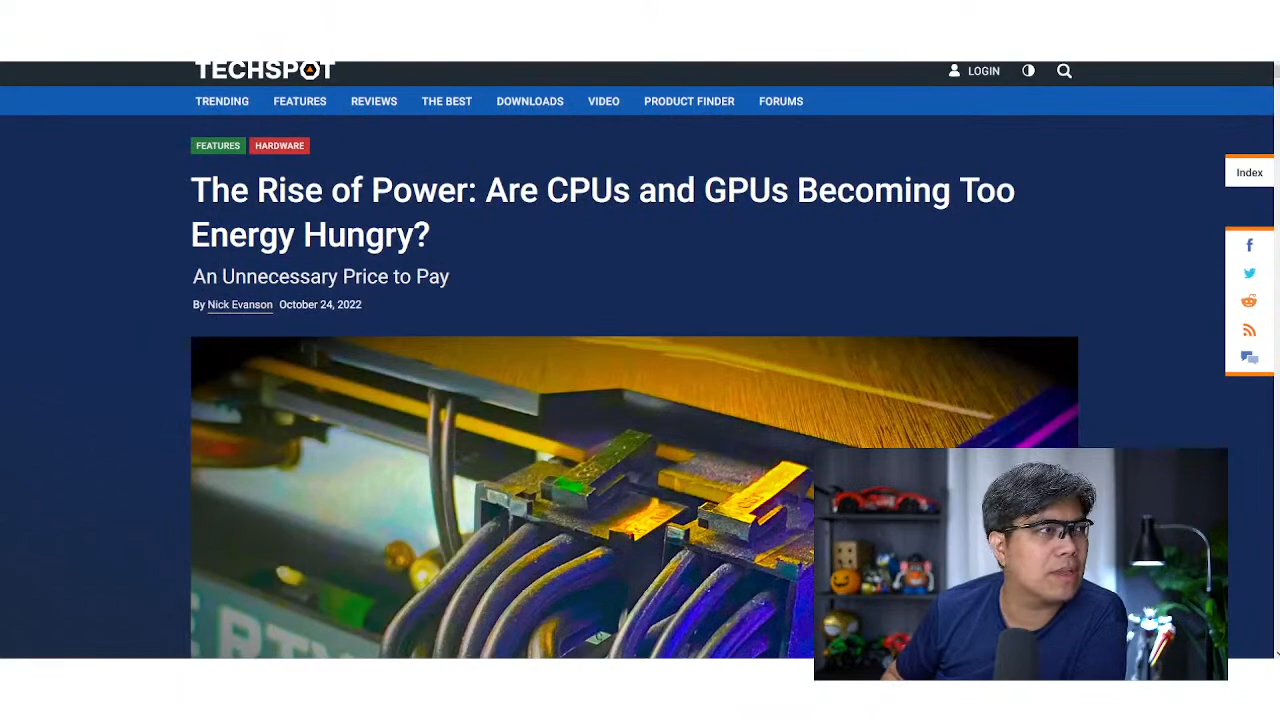 TECHSPOT
LOGIN
TRENDING FEATURES REVIEWS THE BEST DOWNLOADS VIDEO PRODUCT FINDER FORUMS
FEATURES HARDWARE
Index
The Rise of Power: Are CPUs and GPUs Becoming Too
Energy Hungry?
An Unnecessary Price to Pay
By Nick Evanson October 24, 2022
RTX